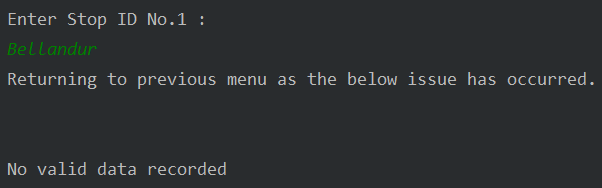 Enter Stop ID No.1 :
Bellandur
Returning to previous menu as the below issue has occurred.
No valid data recorded